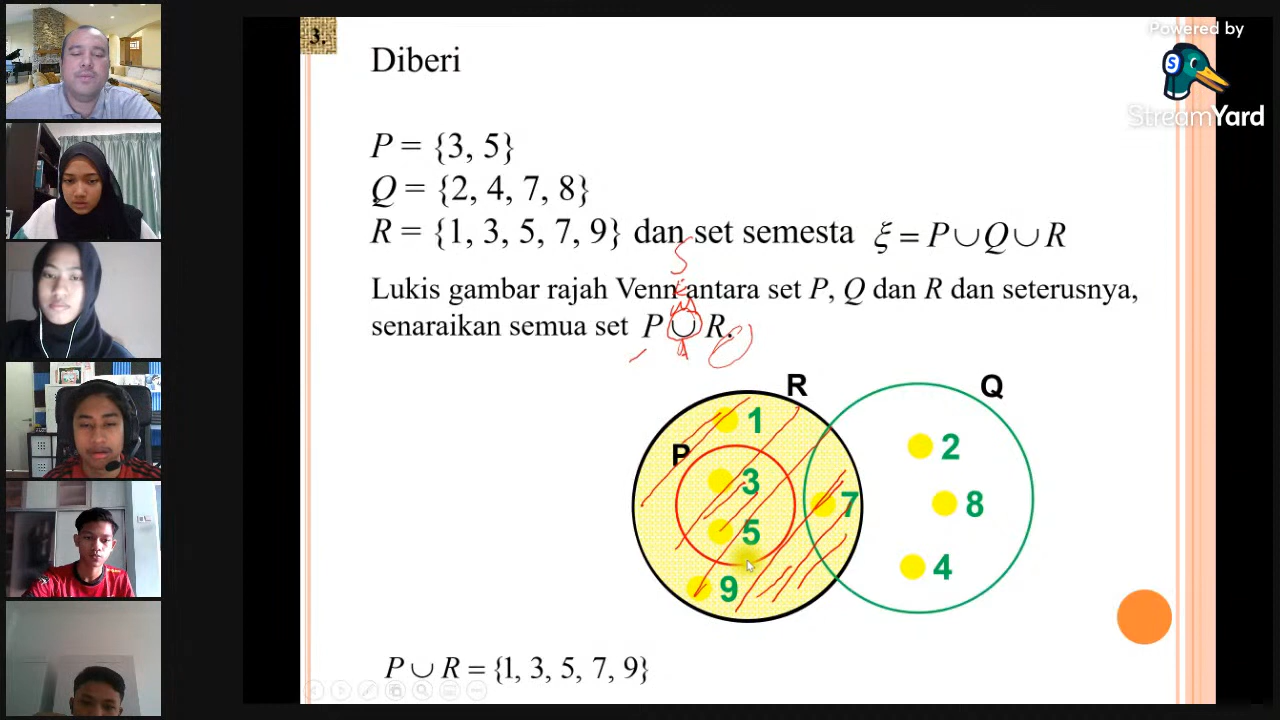 3.
Diberi
P = {3, 5}
Q = {2, 4, 7, 8}
R = {1, 3, 5, 7, 9} dan set semesta ξ = P ∪ Q ∪ R
Lukis gambar rajah Venn antara set P, Q dan R dan seterusnya,
senaraikan semua set P ∪ R.
R
Q
1
P
2
3
7
8
5
4
9
P ∪ R = {1, 3, 5, 7, 9}
Powered by
StreamYard